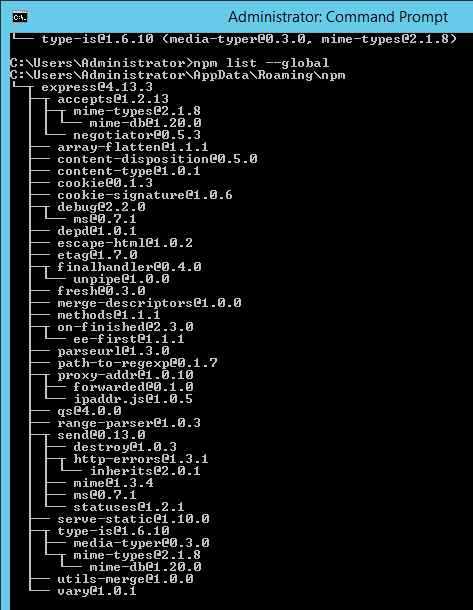 Administrator: Command Prompt
C:\.
└── type-is@1.6.10 (media-typer@0.3.0, mime-types@2.1.8)
C:\Users\Administrator>npm list --global
C:\Users\Administrator\AppData\Roaming\npm
└─┬ express@4.13.3
  ├─┬ accepts@1.2.13
  │ ├─┬ mime-types@2.1.8
  │ │ └── mime-db@1.20.0
  │ └── negotiator@0.5.3
  ├── array-flatten@1.1.1
  ├── content-disposition@0.5.0
  ├── content-type@1.0.1
  ├── cookie@0.1.3
  ├── cookie-signature@1.0.6
  ├─┬ debug@2.2.0
  │ └── ms@0.7.1
  ├── depd@1.0.1
  ├── escape-html@1.0.2
  ├── etag@1.7.0
  ├─┬ finalhandler@0.4.0
  │ └── unpipe@1.0.0
  ├── fresh@0.3.0
  ├── merge-descriptors@1.0.0
  ├── methods@1.1.1
  ├─┬ on-finished@2.3.0
  │ └── ee-first@1.1.1
  ├── parseurl@1.3.0
  ├── path-to-regexp@0.1.7
  ├─┬ proxy-addr@1.0.10
  │ ├── forwarded@0.1.0
  │ └── ipaddr.js@1.0.5
  ├── qs@4.0.0
  ├── range-parser@1.0.3
  ├─┬ send@0.13.0
  │ ├── destroy@1.0.3
  │ ├─┬ http-errors@1.3.1
  │ │ └── inherits@2.0.1
  │ ├── mime@1.3.4
  │ ├── ms@0.7.1
  │ └── statuses@1.2.1
  ├── serve-static@1.10.0
  ├─┬ type-is@1.6.10
  │ ├── media-typer@0.3.0
  │ └─┬ mime-types@2.1.8
  │   └── mime-db@1.20.0
  ├── utils-merge@1.0.0
  └── vary@1.0.1